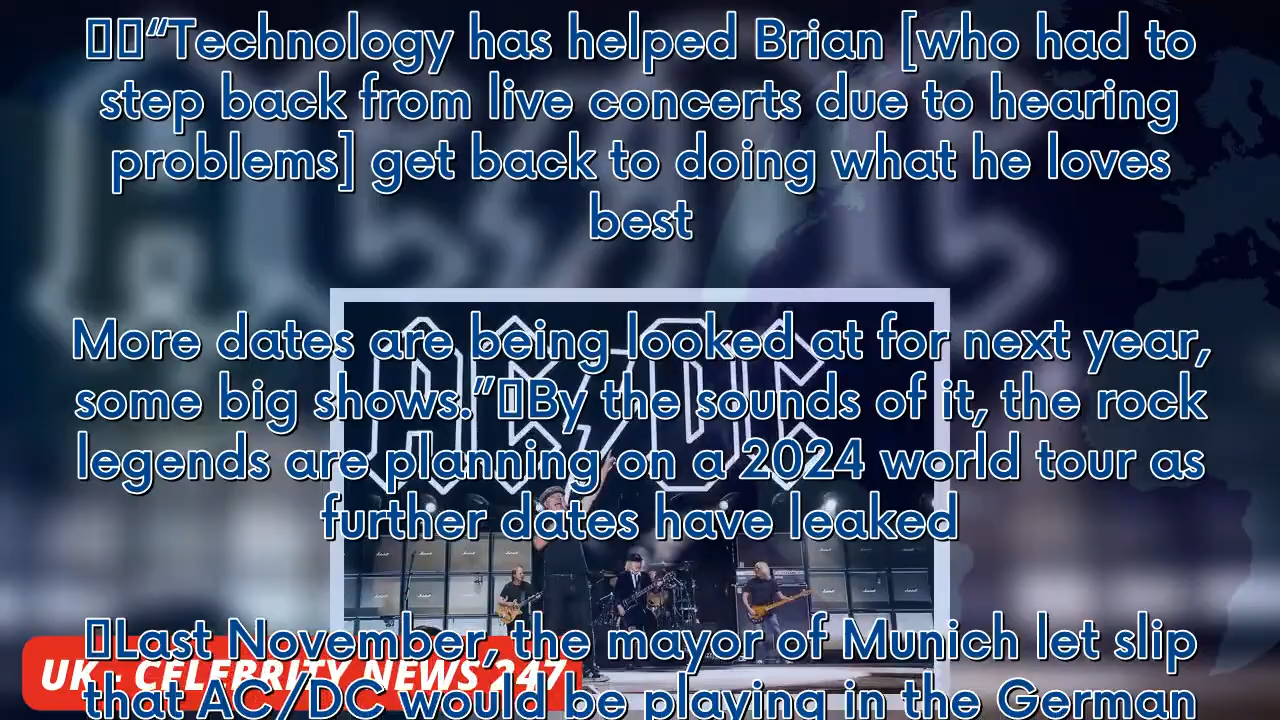 “Technology has helped Brian [who had to
step back from live concerts due to hearing
problems] get back to doing what he loves
best
More dates are being looked at for next year,
some big shows.” By the sounds of it, the rock
legends are planning on a 2024 world tour as
further dates have leaked
AC/DC
Last November, the mayor of Munich let slip
UK - CELEBRITY NEWS 247
that AC/DC would be playing in the German